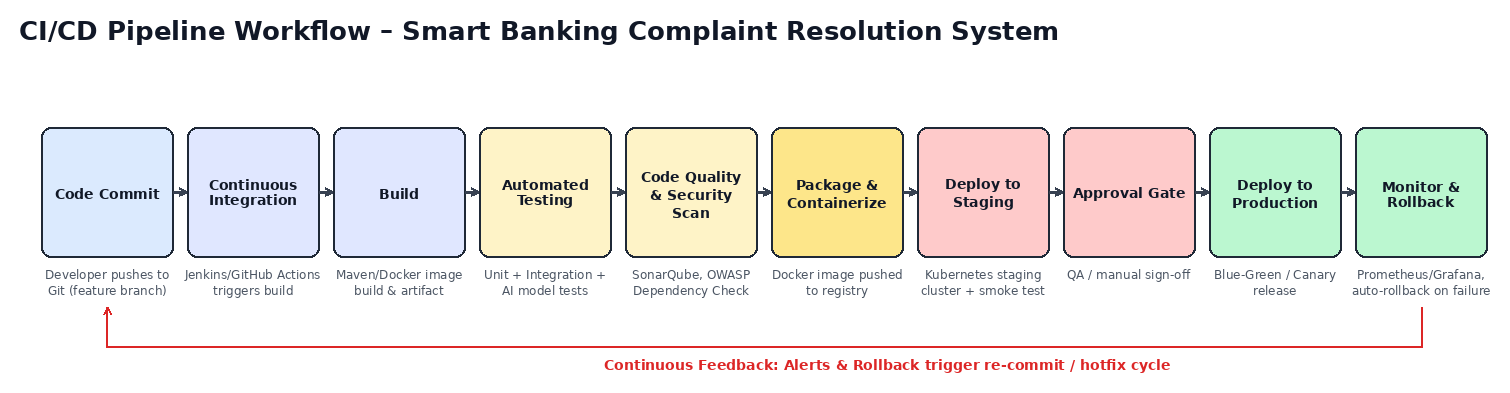 CI/CD Pipeline Workflow – Smart Banking Complaint Resolution System
Code Commit
Developer pushes to
Git (feature branch)
Continuous
Integration
Jenkins/GitHub Actions
triggers build
Build
Maven/Docker image
build & artifact
Automated
Testing
Unit + Integration +
AI model tests
Code Quality
& Security
Scan
SonarQube, OWASP
Dependency Check
Package &
Containerize
Docker image pushed
to registry
Deploy to
Staging
Kubernetes staging
cluster + smoke test
Approval Gate
QA / manual sign-off
Deploy to
Production
Blue-Green / Canary
release
Monitor &
Rollback
Prometheus/Grafana,
auto-rollback on failure
Continuous Feedback: Alerts & Rollback trigger re-commit / hotfix cycle